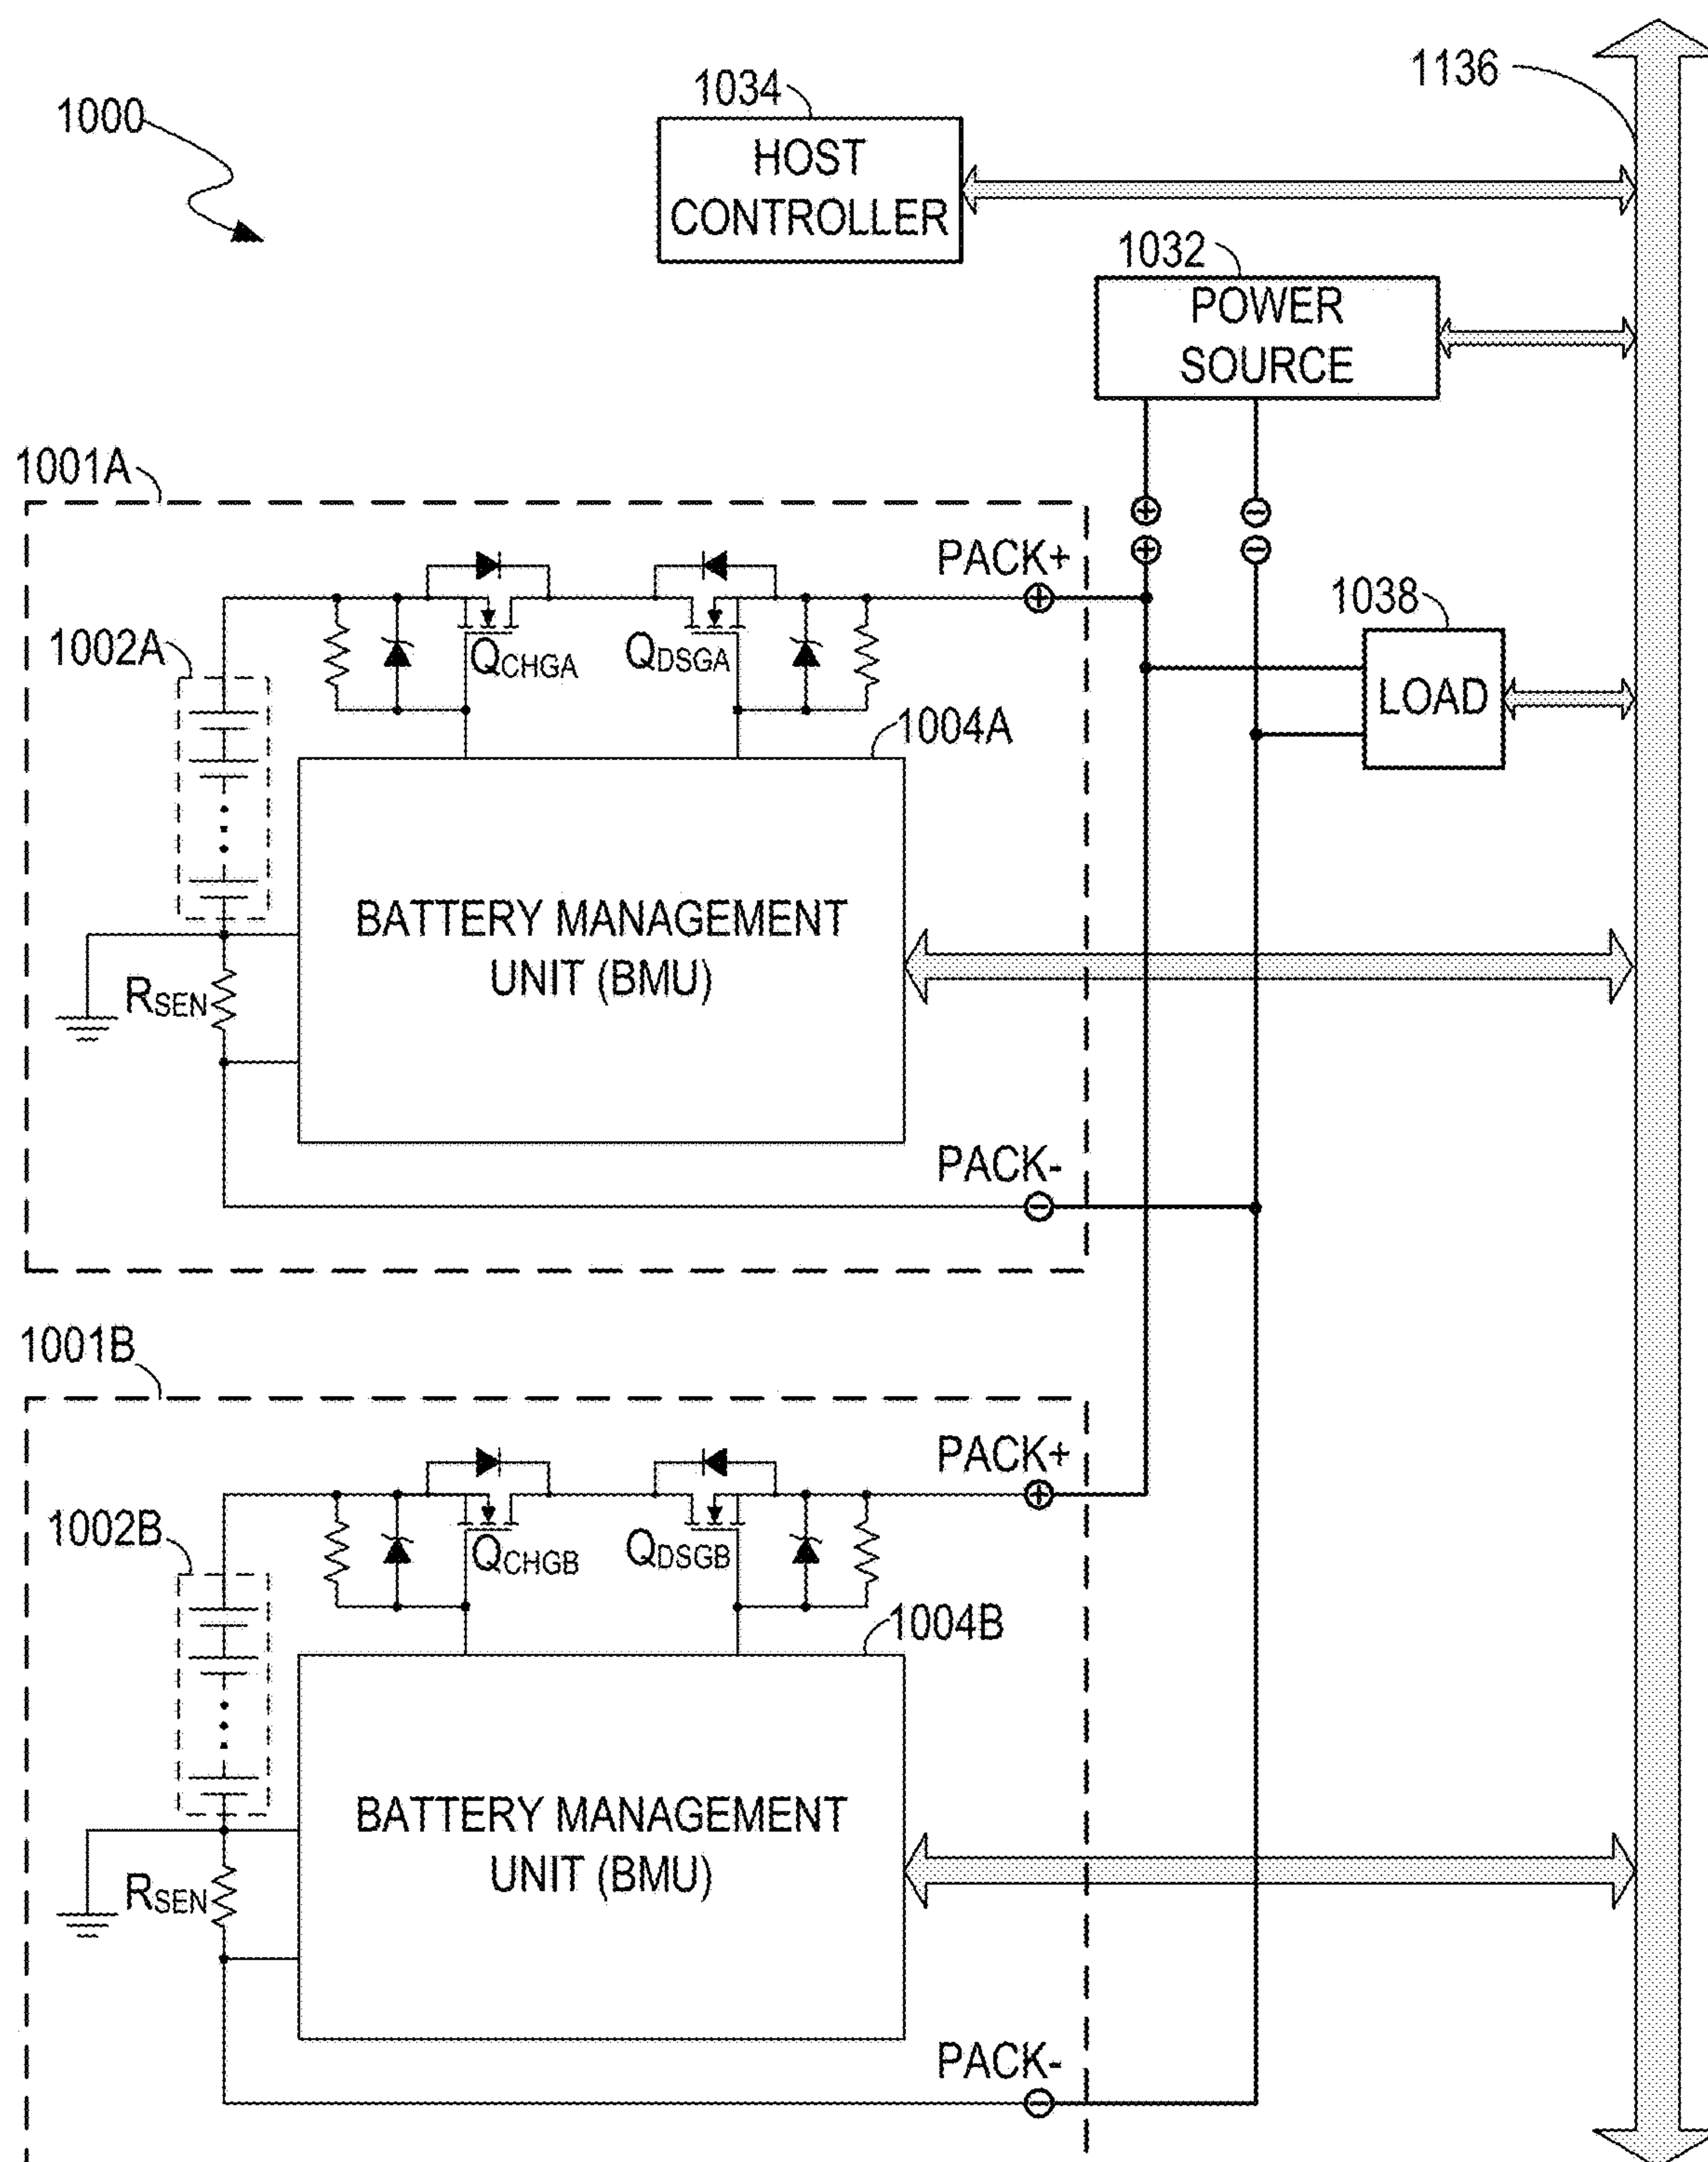 1000
1034
1136
HOST
CONTROLLER
1032
POWER
SOURCE
1001A
PACK+
1002A
QCHGA
QDSGA
1038
LOAD
1004A
BATTERY MANAGEMENT
UNIT (BMU)
RSEN
PACK-
1001B
PACK+
1002B
QCHGB
QDSGB
1004B
BATTERY MANAGEMENT
UNIT (BMU)
RSEN
PACK-